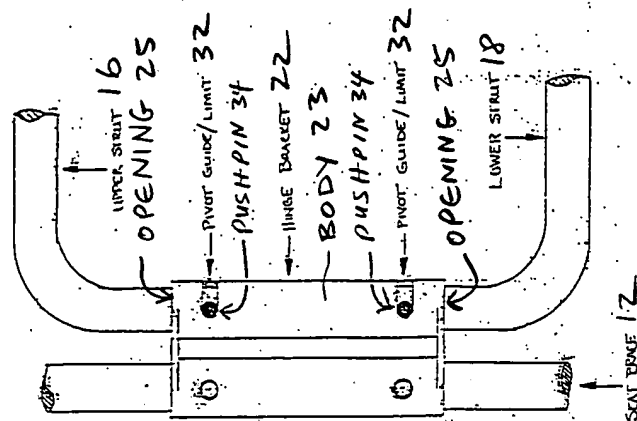 UPPER STRUT 16
OPENING 25
PIVOT GUIDE/LIMIT 32
PUSHPIN 34
HINGE BRACKET 22
BODY 23
PUSHPIN 34
PIVOT GUIDE/LIMIT 32
OPENING 25
LOWER STRUT 18
SEAT BRACE 12